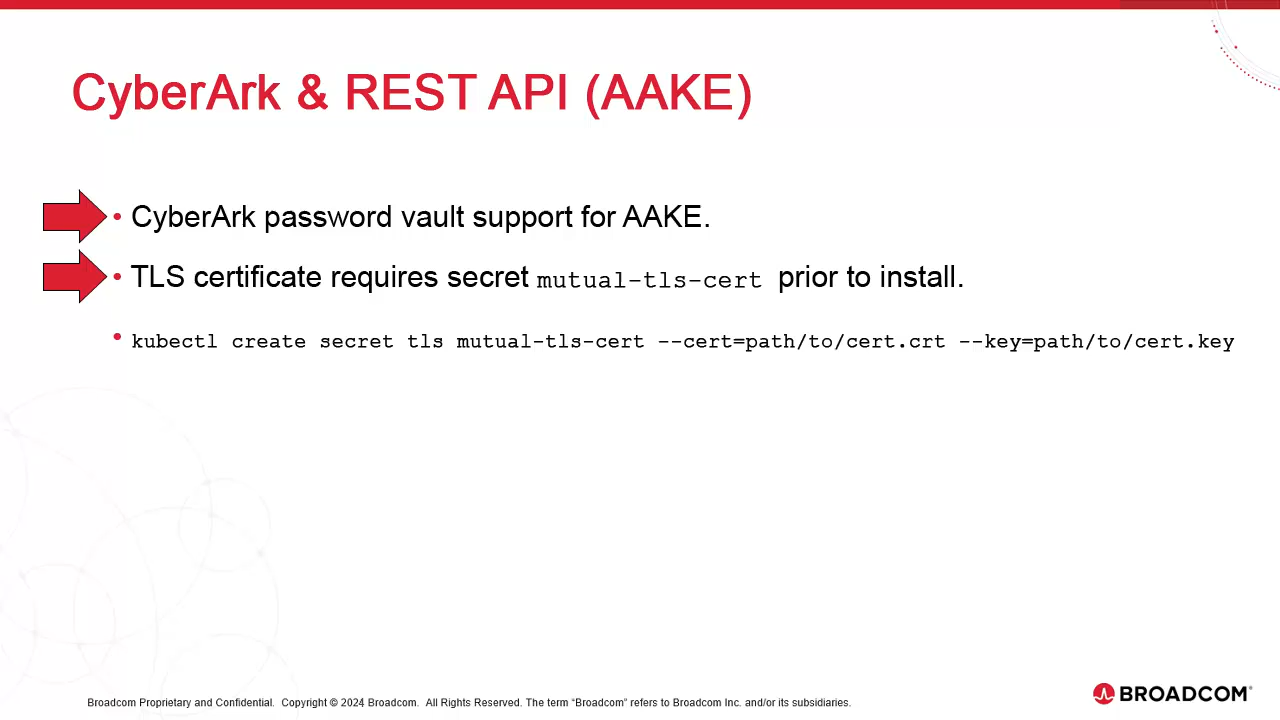 CyberArk & REST API (AAKE)
• CyberArk password vault support for AAKE.
• TLS certificate requires secret mutual-tls-cert prior to install.
• kubectl create secret tls mutual-tls-cert --cert=path/to/cert.crt --key=path/to/cert.key
Broadcom Proprietary and Confidential. Copyright © 2024 Broadcom. All Rights Reserved. The term “Broadcom” refers to Broadcom Inc. and/or its subsidiaries.
BROADCOM®